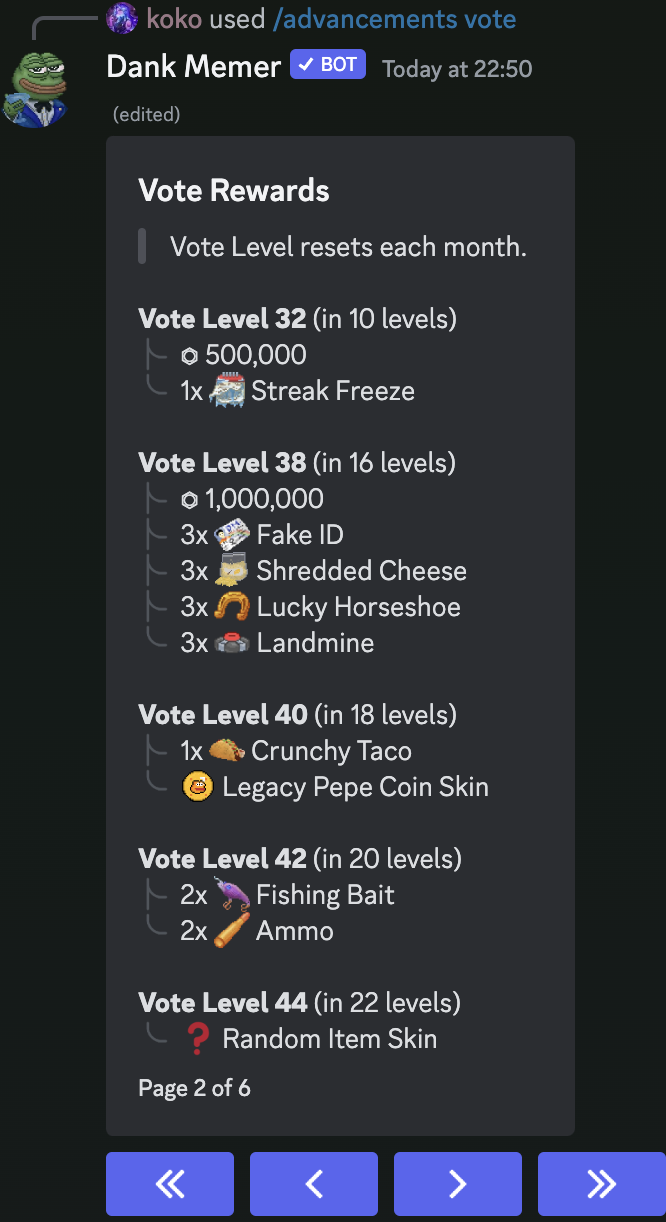 koko used /advancements vote
Dank Memer ✓ BOT Today at 22:50
(edited)
Vote Rewards
Vote Level resets each month.
Vote Level 32 (in 10 levels)
500,000
1x Streak Freeze
Vote Level 38 (in 16 levels)
1,000,000
3x Fake ID
3x Shredded Cheese
3x Lucky Horseshoe
3x Landmine
Vote Level 40 (in 18 levels)
1x Crunchy Taco
Legacy Pepe Coin Skin
Vote Level 42 (in 20 levels)
2x Fishing Bait
2x Ammo
Vote Level 44 (in 22 levels)
❓ Random Item Skin
Page 2 of 6